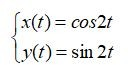 x(t) = cos2t
y(t) = sin 2t